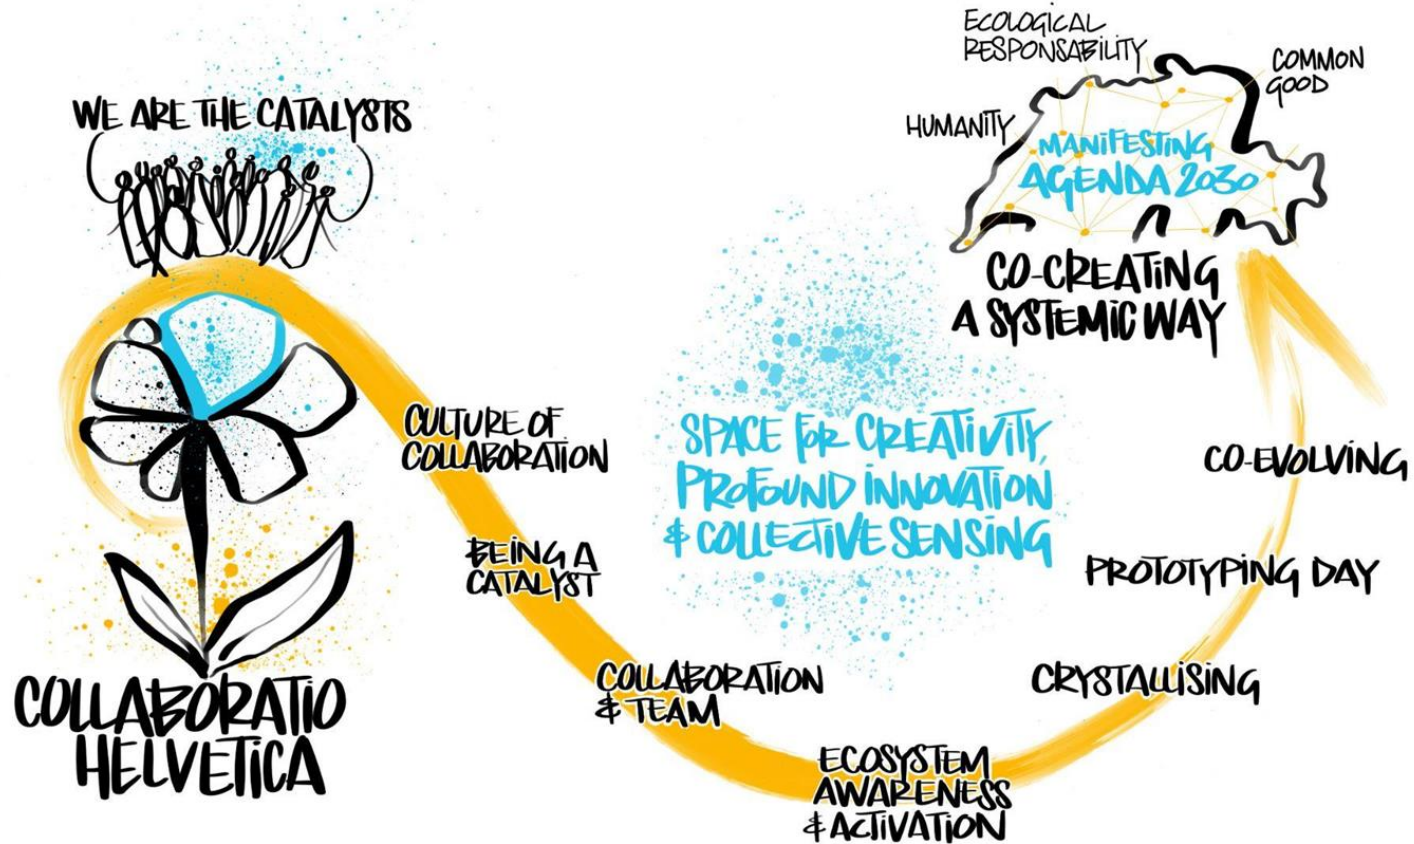 WE ARE THE CATALYSTS
COLLABORATIO
HELVETICA
CULTURE OF
COLLABORATION
BEING A
CATALYST
COLLABORATION
& TEAM
ECOSYSTEM
AWARENESS
& ACTIVATION
CRYSTALLISING
PROTOTYPING DAY
CO-EVOLVING
SPACE FOR CREATIVITY,
PROFOUND INNOVATION
& COLLECTIVE SENSING
ECOLOGICAL
RESPONSABILITY
COMMON
GOOD
HUMANITY
MANIFESTING
AGENDA 2030
CO-CREATING
A SYSTEMIC WAY